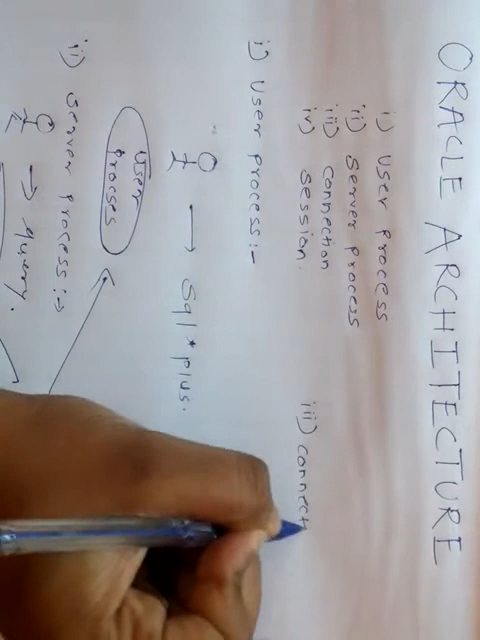 ORACLE ARCHITECTURE
i) User Process
ii) Server Process
iii) connection
iv) session.
i) User process:-
→ Sql*plus.
User
Process
ii) Server process:→
→ query.
iii) connect